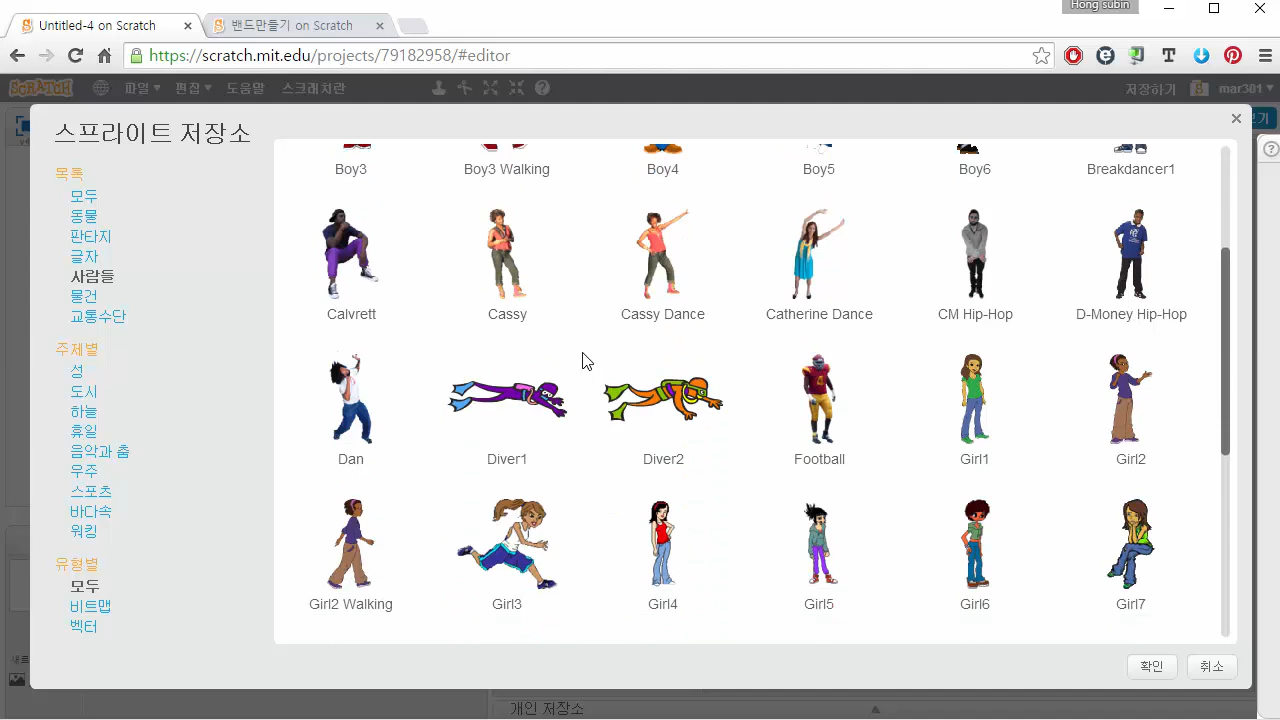 Hong subin
Untitled-4 on Scratch
밴드만들기 on Scratch
https://scratch.mit.edu/projects/79182958/#editor
SCRATCH 파일 편집 도움말 스크래치란 저장하기 mar301
스프라이트 저장소
목록
모두
동물
판타지
글자
사람들
물건
교통수단
주제별
성
도시
하늘
휴일
음악과 춤
우주
스포츠
바다속
워킹
유형별
모두
비트맵
벡터
Boy3 Boy3 Walking Boy4 Boy5 Boy6 Breakdancer1
Calvrett Cassy Cassy Dance Catherine Dance CM Hip-Hop D-Money Hip-Hop
Dan Diver1 Diver2 Football Girl1 Girl2
Girl2 Walking Girl3 Girl4 Girl5 Girl6 Girl7
확인 취소
개인 저장소